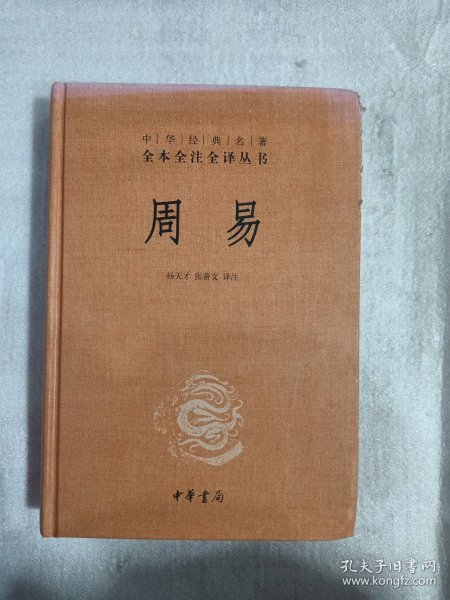 中华经典名著
全本全注全译丛书
周易
杨天才 张善文 译注
中華書局
孔夫子旧书网
www.kongfz.com